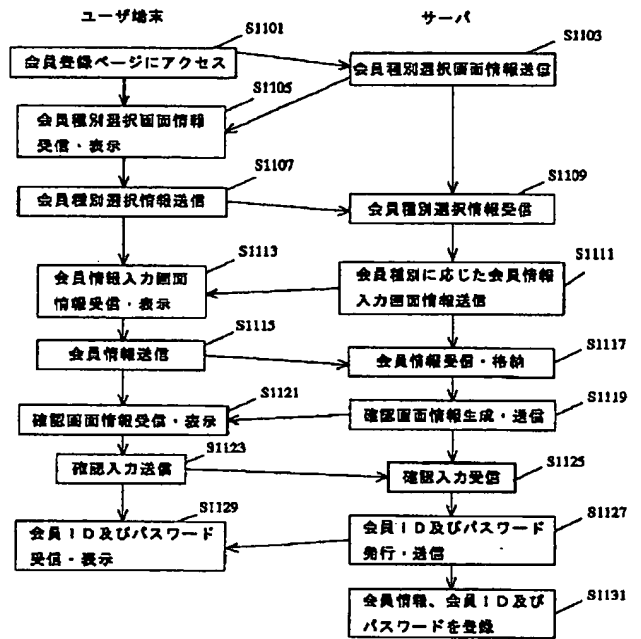 ユーザ端末
サーバ
S1101
会員登録ページにアクセス
S1103
会員種別選択画面情報送信
S1105
会員種別選択画面情報
受信・表示
S1107
会員種別選択情報送信
S1109
会員種別選択情報受信
S1111
会員種別に応じた会員情報
入力画面情報送信
S1113
会員情報入力画面
情報受信・表示
S1115
会員情報送信
S1117
会員情報受信・格納
S1119
確認画面情報生成・送信
S1121
確認画面情報受信・表示
S1123
確認入力送信
S1125
確認入力受信
S1127
会員ID及びパスワード
発行・送信
S1129
会員ID及びパスワード
受信・表示
S1131
会員情報、会員ID及び
パスワードを登録